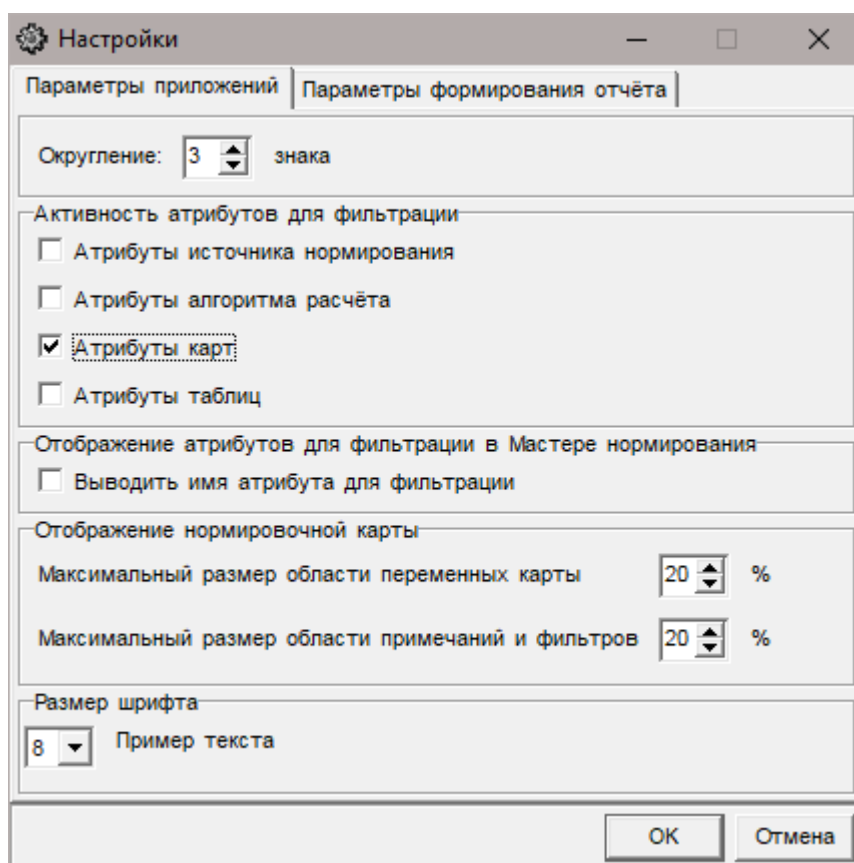 Настройки
Параметры приложений Параметры формирования отчёта
Округление: 3 знака
Активность атрибутов для фильтрации
Атрибуты источника нормирования
Атрибуты алгоритма расчёта
Атрибуты карт
Атрибуты таблиц
Отображение атрибутов для фильтрации в Мастере нормирования
Выводить имя атрибута для фильтрации
Отображение нормировочной карты
Максимальный размер области переменных карты 20 %
Максимальный размер области примечаний и фильтров 20 %
Размер шрифта
8 Пример текста
OK Отмена